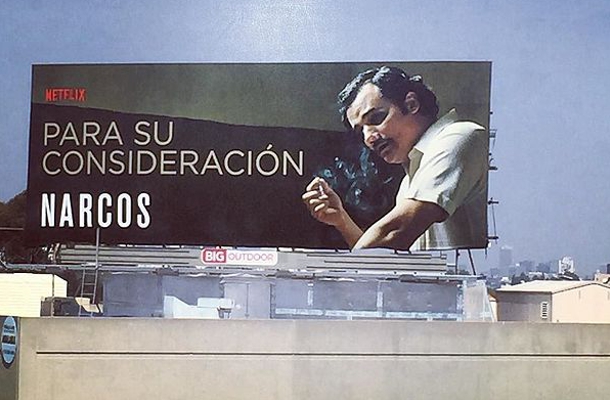 NETFLIX
PARA SU
CONSIDERACIÓN
NARCOS
BIG OUTDOOR